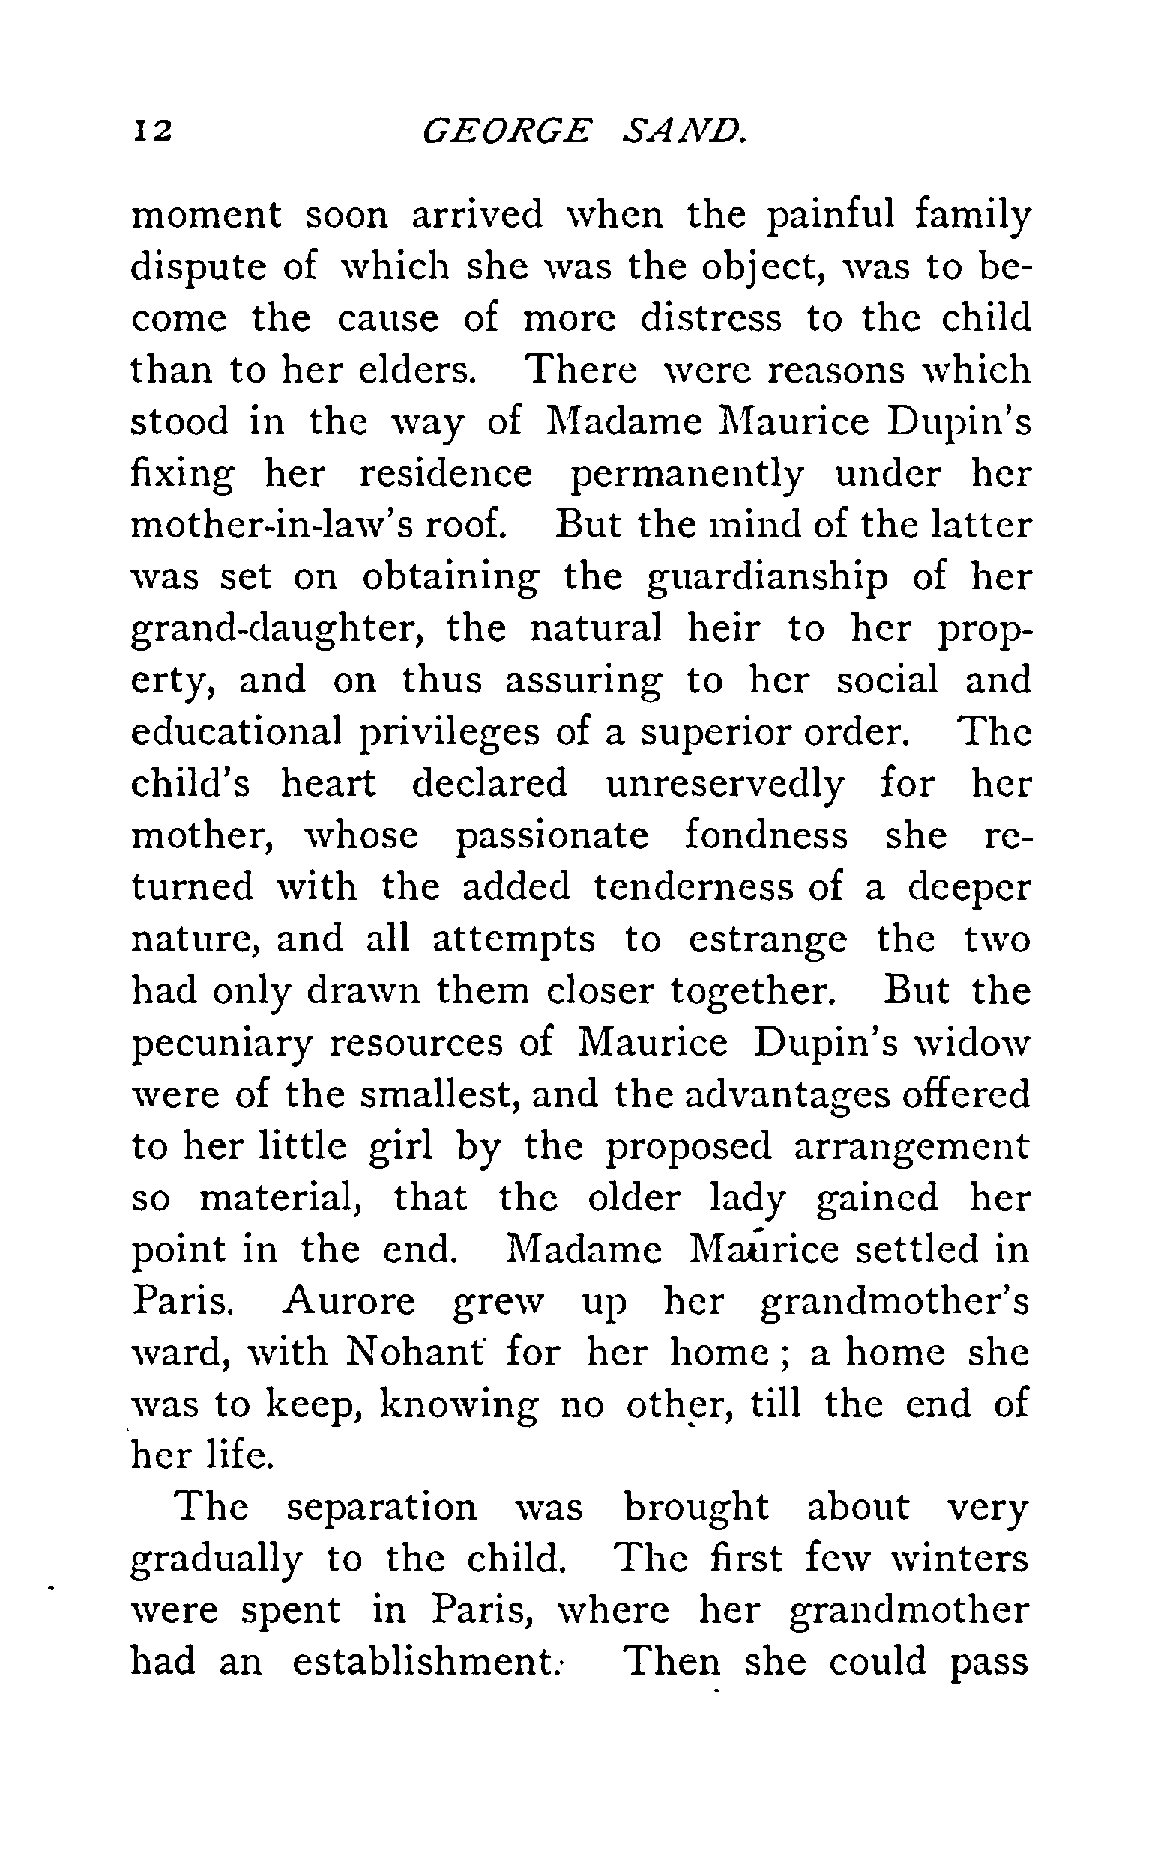 12 GEORGE SAND.
moment soon arrived when the painful family
dispute of which she was the object, was to be-
come the cause of more distress to the child
than to her elders. There were reasons which
stood in the way of Madame Maurice Dupin's
fixing her residence permanently under her
mother-in-law's roof. But the mind of the latter
was set on obtaining the guardianship of her
grand-daughter, the natural heir to her prop-
erty, and on thus assuring to her social and
educational privileges of a superior order. The
child's heart declared unreservedly for her
mother, whose passionate fondness she re-
turned with the added tenderness of a deeper
nature, and all attempts to estrange the two
had only drawn them closer together. But the
pecuniary resources of Maurice Dupin's widow
were of the smallest, and the advantages offered
to her little girl by the proposed arrangement
so material, that the older lady gained her
point in the end. Madame Maurice settled in
Paris. Aurore grew up her grandmother's
ward, with Nohant for her home ; a home she
was to keep, knowing no other, till the end of
her life.
The separation was brought about very
gradually to the child. The first few winters
were spent in Paris, where her grandmother
had an establishment. Then she could pass